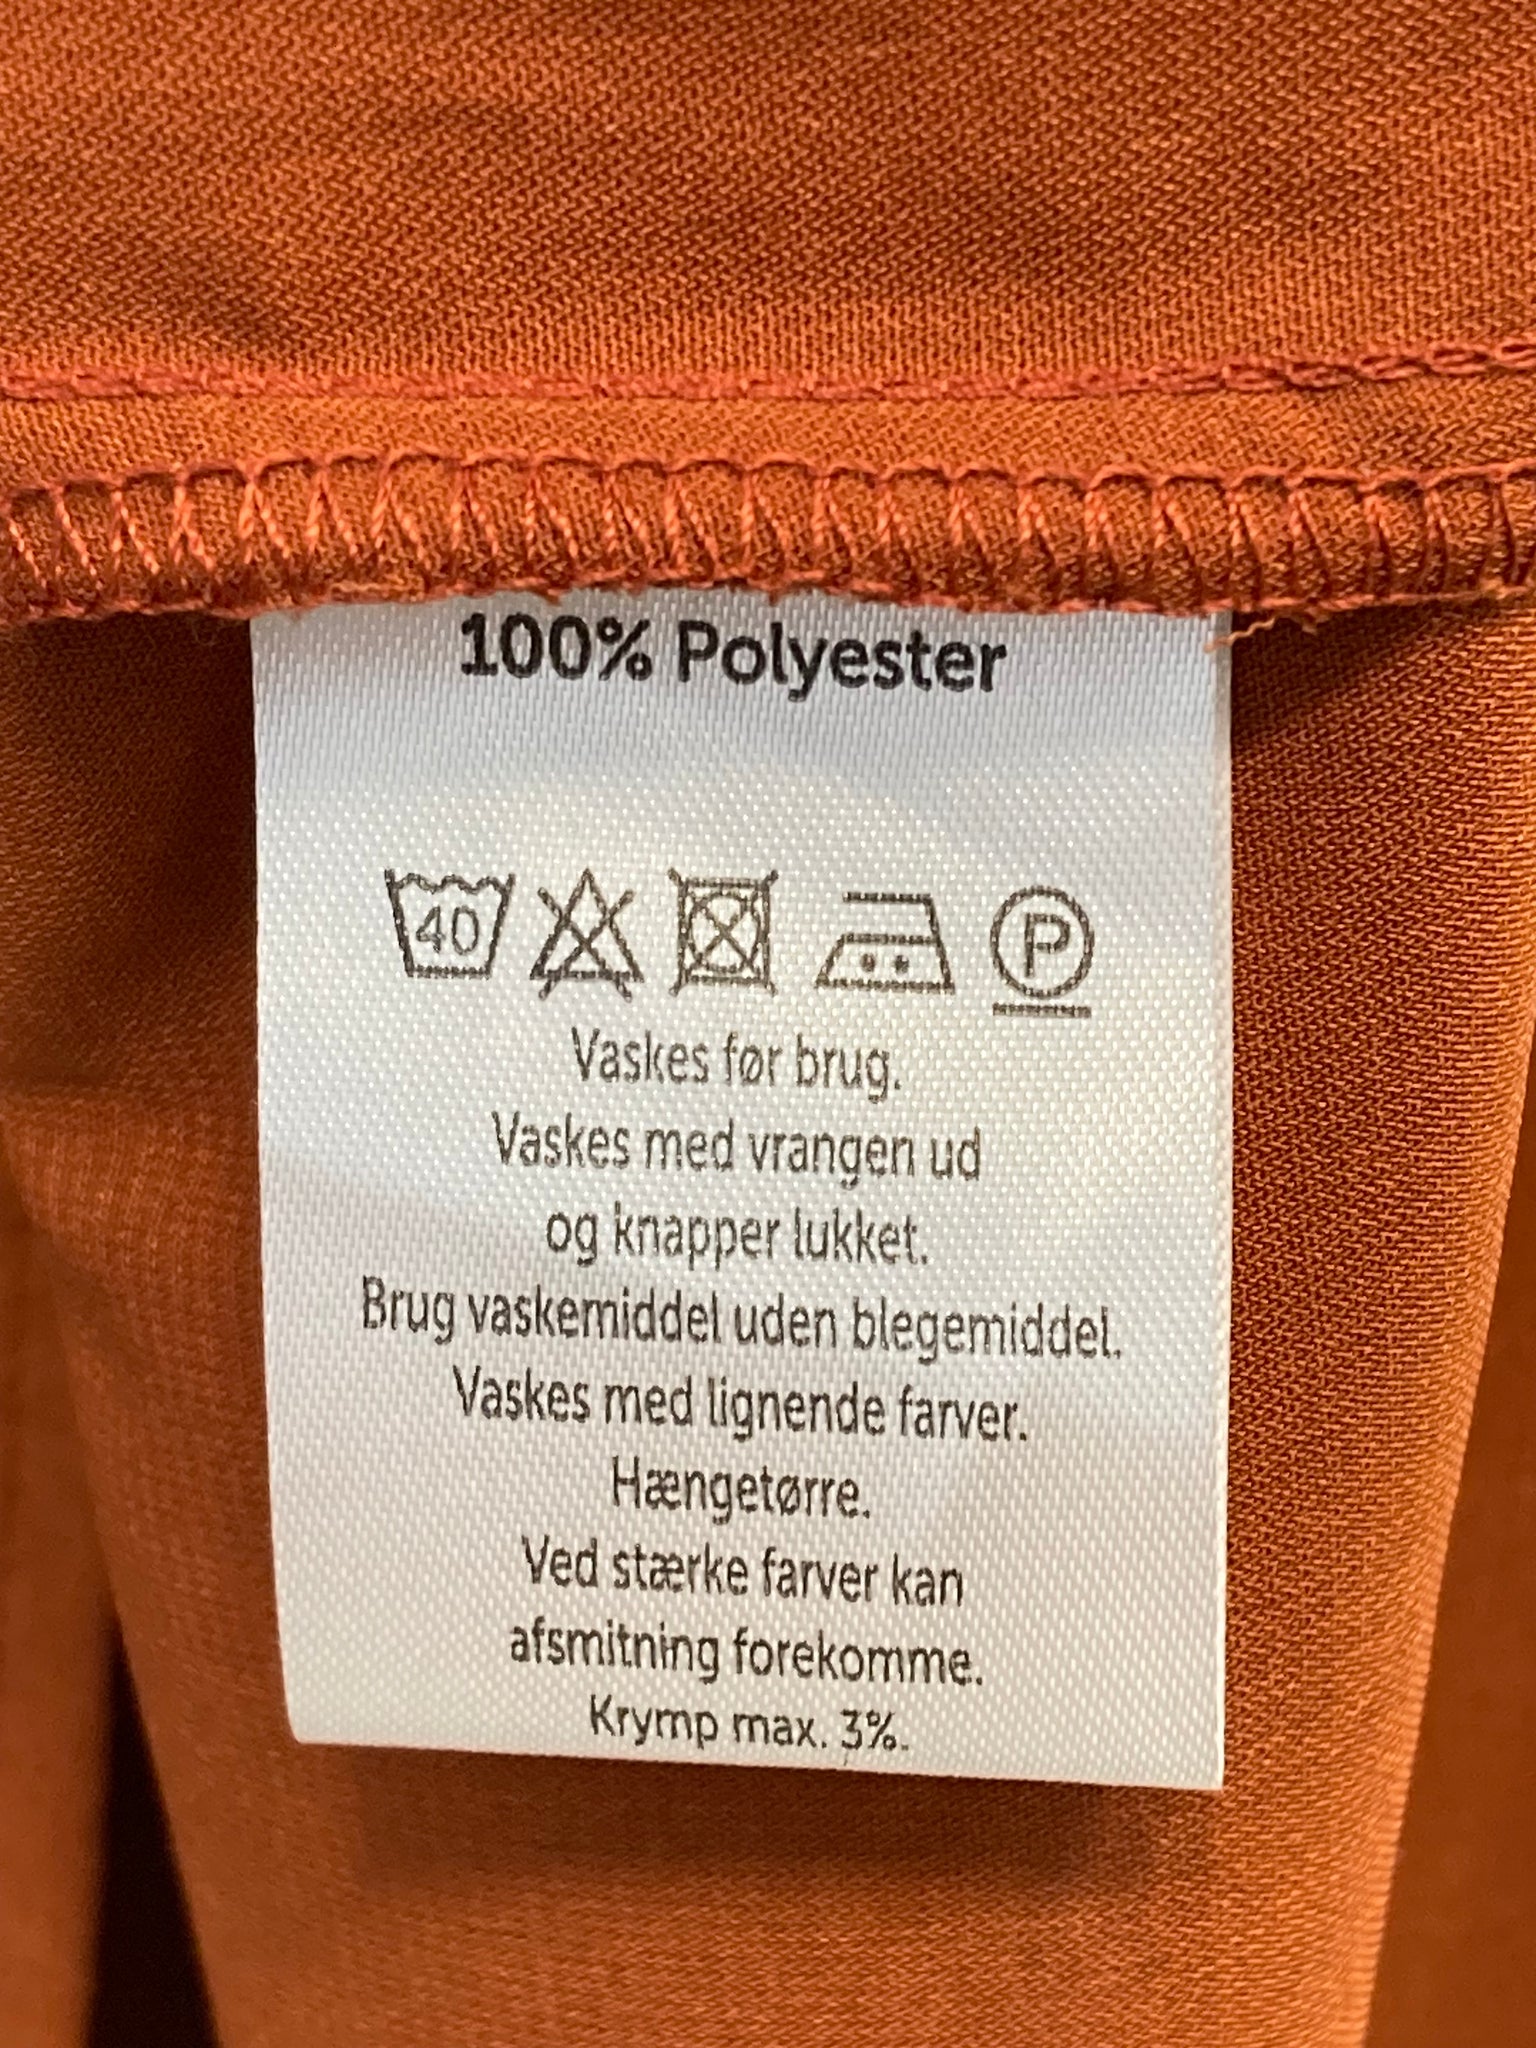 100% Polyester
40 P
Vaskes før brug.
Vaskes med vrangen ud
og knapper lukket.
Brug vaskemiddel uden blegemiddel.
Vaskes med lignende farver.
Hængetørre.
Ved stærke farver kan
afsmitning forekomme.
Krymp max. 3%.